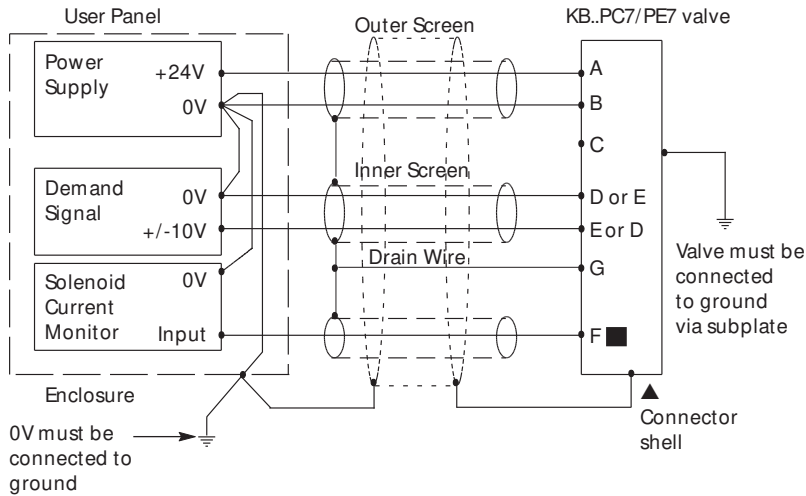 User Panel
Outer Screen
KB..PC7/PE7 valve
Power
Supply
+24V
0V
A
B
C
Inner Screen
Demand
Signal
0V
+/-10V
D or E
E or D
Drain Wire
G
Solenoid
Current
Monitor
0V
Input
F
Valve must be
connected
to ground
via subplate
Enclosure
Connector
shell
0V must be
connected to
ground